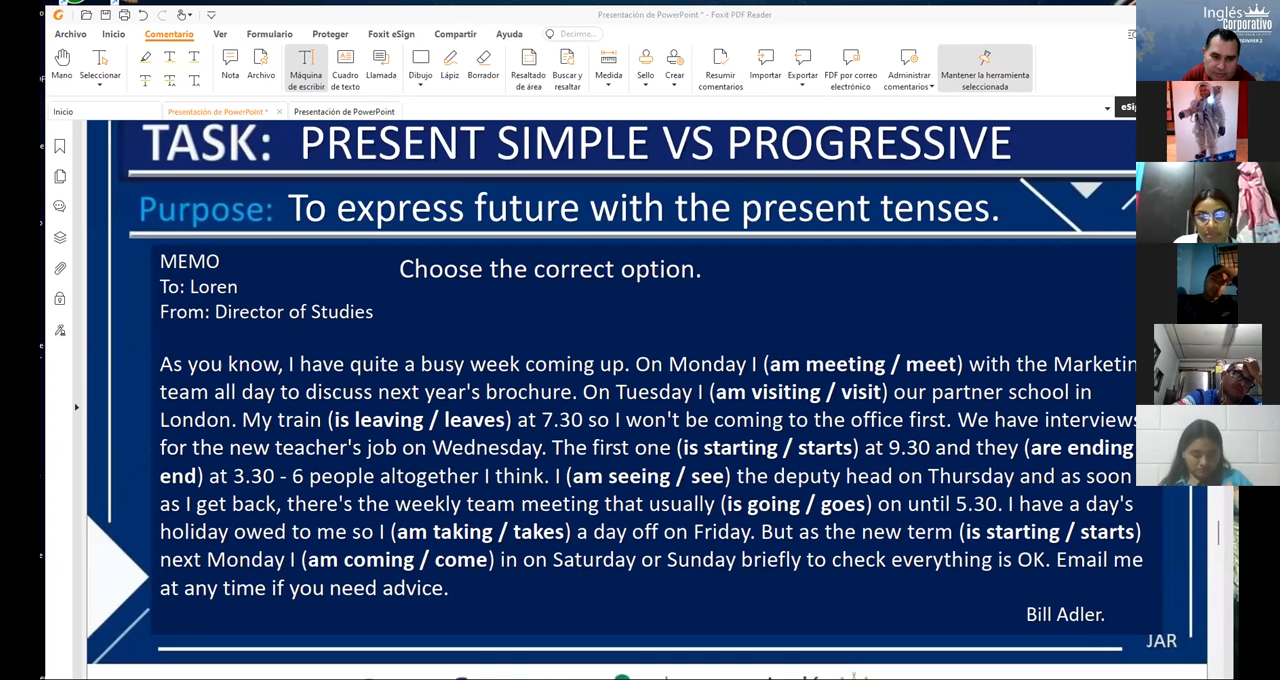 Presentación de PowerPoint * - Foxit PDF Reader
Archivo Inicio Comentario Ver Formulario Proteger Foxit eSign Compartir Ayuda Decirme...
Mano Seleccionar Nota Archivo Máquina de escribir Cuadro de texto Llamada Dibujo Lápiz Borrador Resaltado de área Buscar y resaltar Medida Sello Crear Resumir comentarios Importar Exportar FDF por correo electrónico Administrar comentarios Mantener la herramienta seleccionada
Inicio Presentación de PowerPoint * Presentación de PowerPoint
Inglés
Corporativo
TASK: PRESENT SIMPLE VS PROGRESSIVE
Purpose: To express future with the present tenses.
MEMO
Choose the correct option.
To: Loren
From: Director of Studies
As you know, I have quite a busy week coming up. On Monday I (am meeting / meet) with the
team all day to discuss next year's brochure. On Tuesday I (am visiting / visit) our partner school in
London. My train (is leaving / leaves) at 7.30 so I won't be coming to the office first. We have interviews
for the new teacher's job on Wednesday. The first one (is starting / starts) at 9.30 and they (are ending
end) at 3.30 - 6 people altogether I think. I (am seeing / see) the deputy head on Thursday and as soon
as I get back, there's the weekly team meeting that usually (is going / goes) on until 5.30. I have a day's
holiday owed to me so I (am taking / takes) a day off on Friday. But as the new term (is starting / starts)
next Monday I (am coming / come) in on Saturday or Sunday briefly to check everything is OK. Email me
at any time if you need advice.
Bill Adler.
JAR